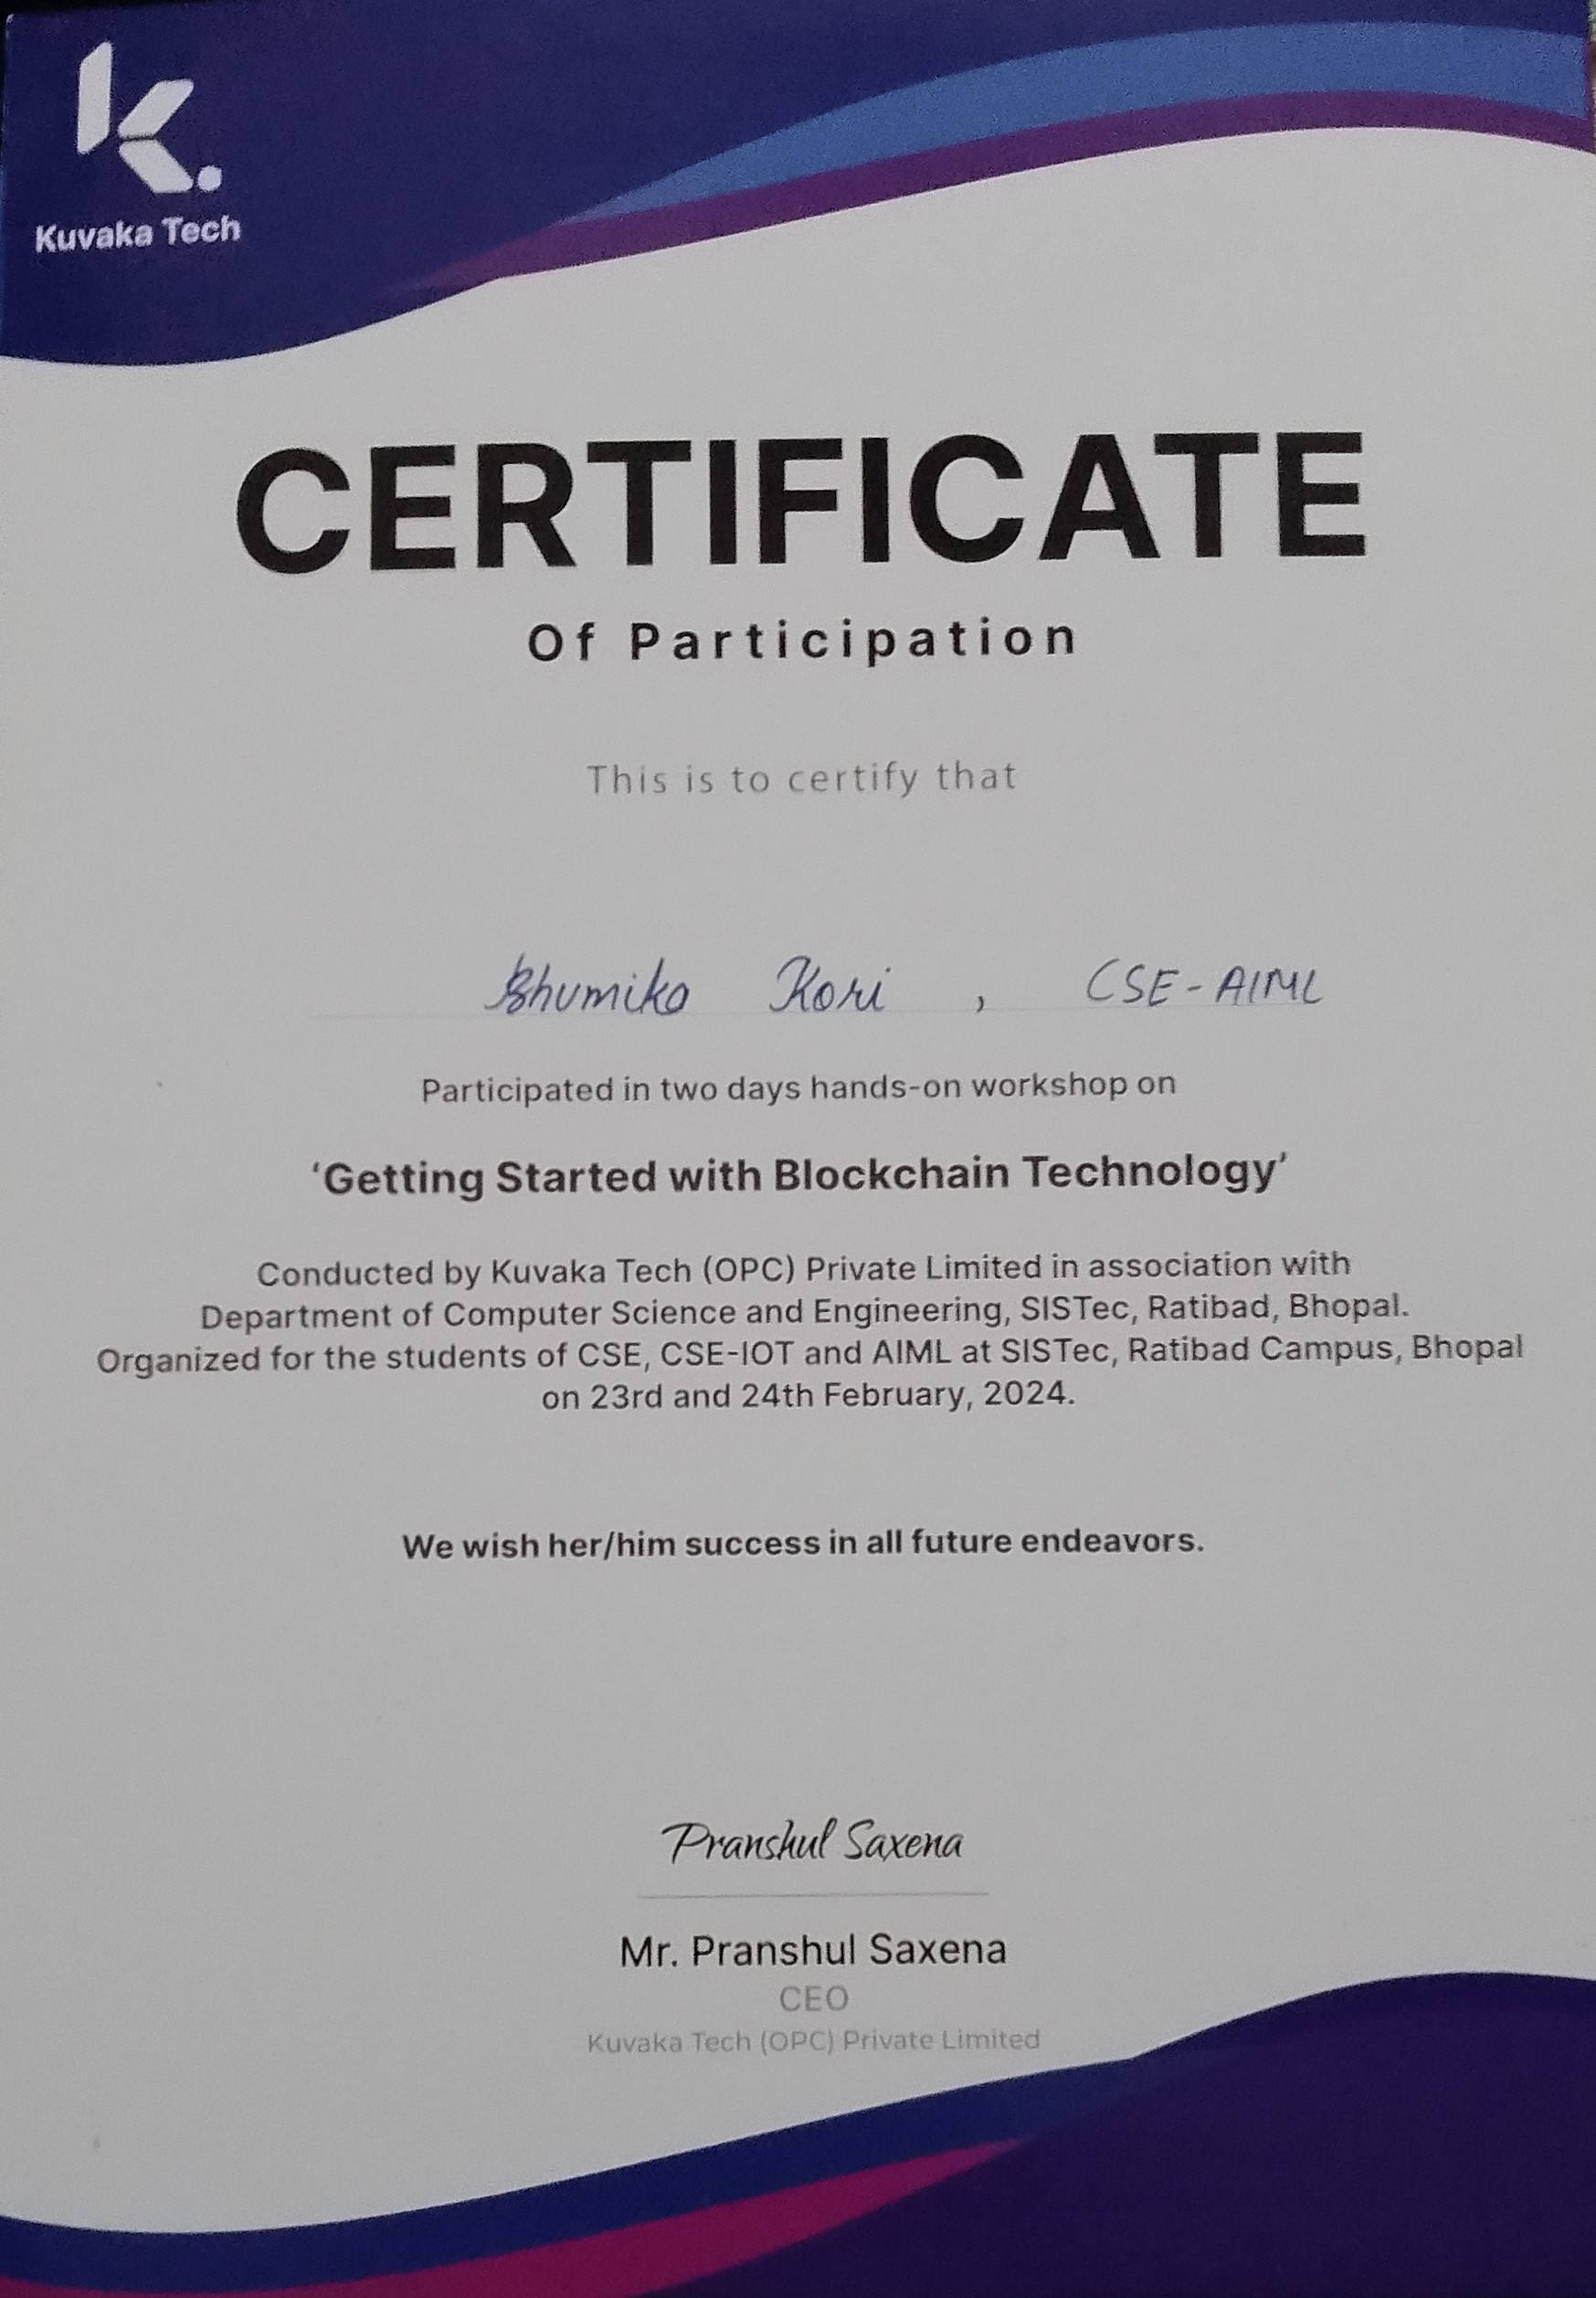 Kuvaka Tech
CERTIFICATE
Of Participation
This is to certify that
Bhumika Kori , CSE-AIML
Participated in two days hands-on workshop on
‘Getting Started with Blockchain Technology’
Conducted by Kuvaka Tech (OPC) Private Limited in association with
Department of Computer Science and Engineering, SISTec, Ratibad, Bhopal.
Organized for the students of CSE, CSE-IOT and AIML at SISTec, Ratibad Campus, Bhopal
on 23rd and 24th February, 2024.
We wish her/him success in all future endeavors.
Pranshul Saxena
Mr. Pranshul Saxena
CEO
Kuvaka Tech (OPC) Private Limited